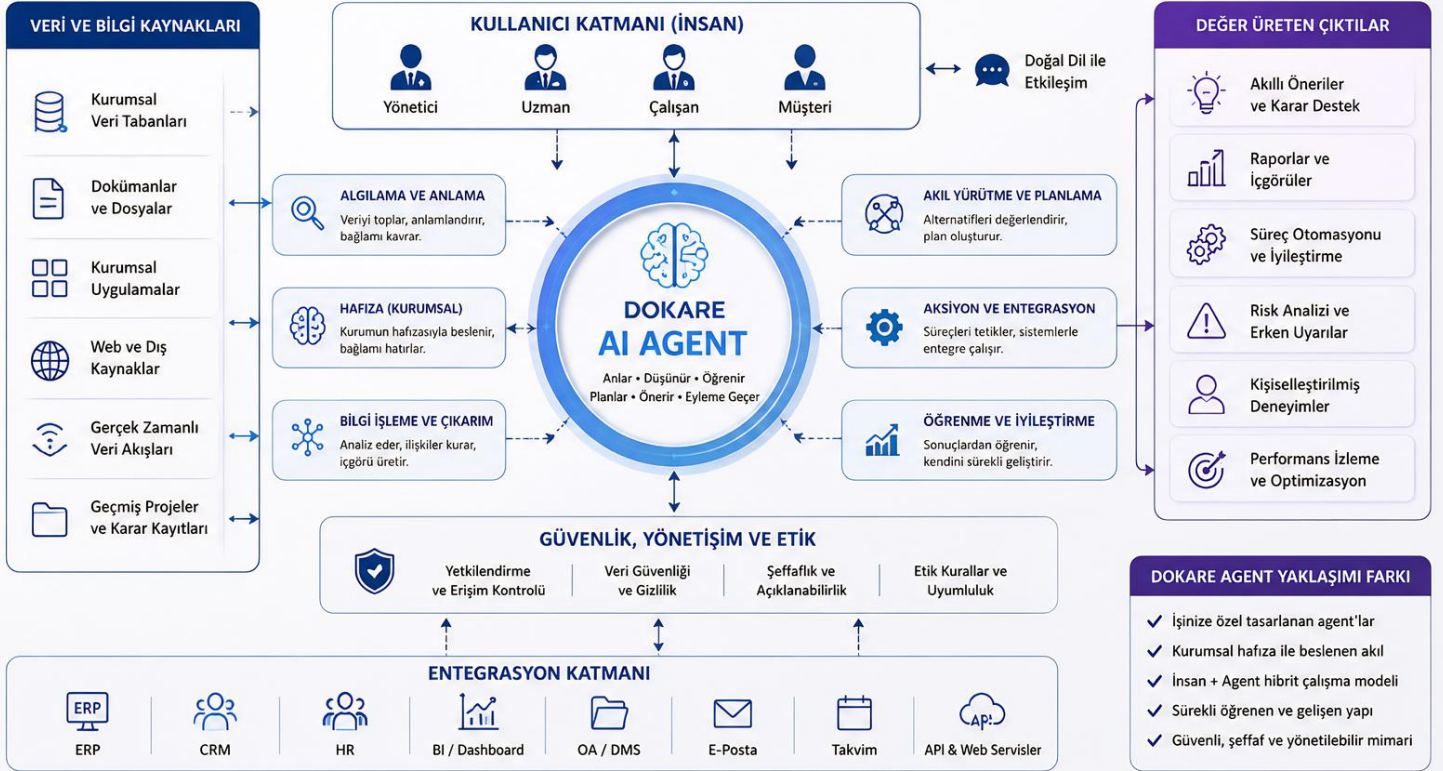 VERİ VE BİLGİ KAYNAKLARI
Kurumsal
Veri Tabanları
Dokümanlar
ve Dosyalar
Kurumsal
Uygulamalar
Web ve Dış
Kaynaklar
Gerçek Zamanlı
Veri Akışları
Geçmiş Projeler
ve Karar Kayıtları
KULLANICI KATMANI (İNSAN)
Yönetici
Uzman
Çalışan
Müşteri
Doğal Dil ile
Etkileşim
ALGILAMA VE ANLAMA
Veriyi toplar, anlamlandırır,
bağlamı kavrar.
HAFIZA (KURUMSAL)
Kurumun hafızasıyla beslenir,
bağlamı hatırlar.
BİLGİ İŞLEME VE ÇIKARIM
Analiz eder, ilişkiler kurar,
içgörü üretir.
DOKARE
AI AGENT
Anlar • Düşünür • Öğrenir
Planlar • Önerir • Eyleme Geçer
AKIL YÜRÜTME VE PLANLAMA
Alternatifleri değerlendirir,
plan oluşturur.
AKSİYON VE ENTEGRASYON
Süreçleri tetikler, sistemlerle
entegre çalışır.
ÖĞRENME VE İYİLEŞTİRME
Sonuçlardan öğrenir,
kendini sürekli geliştirir.
DEĞER ÜRETEN ÇIKTILAR
Akıllı Öneriler
ve Karar Destek
Raporlar ve
İçgörüler
Süreç Otomasyonu
ve İyileştirme
Risk Analizi ve
Erken Uyarılar
Kişiselleştirilmiş
Deneyimler
Performans İzleme
ve Optimizasyon
GÜVENLİK, YÖNETİŞİM VE ETİK
Yetkilendirme
ve Erişim Kontrolü
Veri Güvenliği
ve Gizlilik
Şeffaflık ve
Açıklanabilirlik
Etik Kurallar ve
Uyumluluk
ENTEGRASYON KATMANI
ERP
ERP
CRM
HR
BI / Dashboard
OA / DMS
E-Posta
Takvim
API
API & Web Servisler
DOKARE AGENT YAKLAŞIMI FARKI
İşinize özel tasarlanan agent'lar
Kurumsal hafıza ile beslenen akıl
İnsan + Agent hibrit çalışma modeli
Sürekli öğrenen ve gelişen yapı
Güvenli, şeffaf ve yönetilebilir mimari